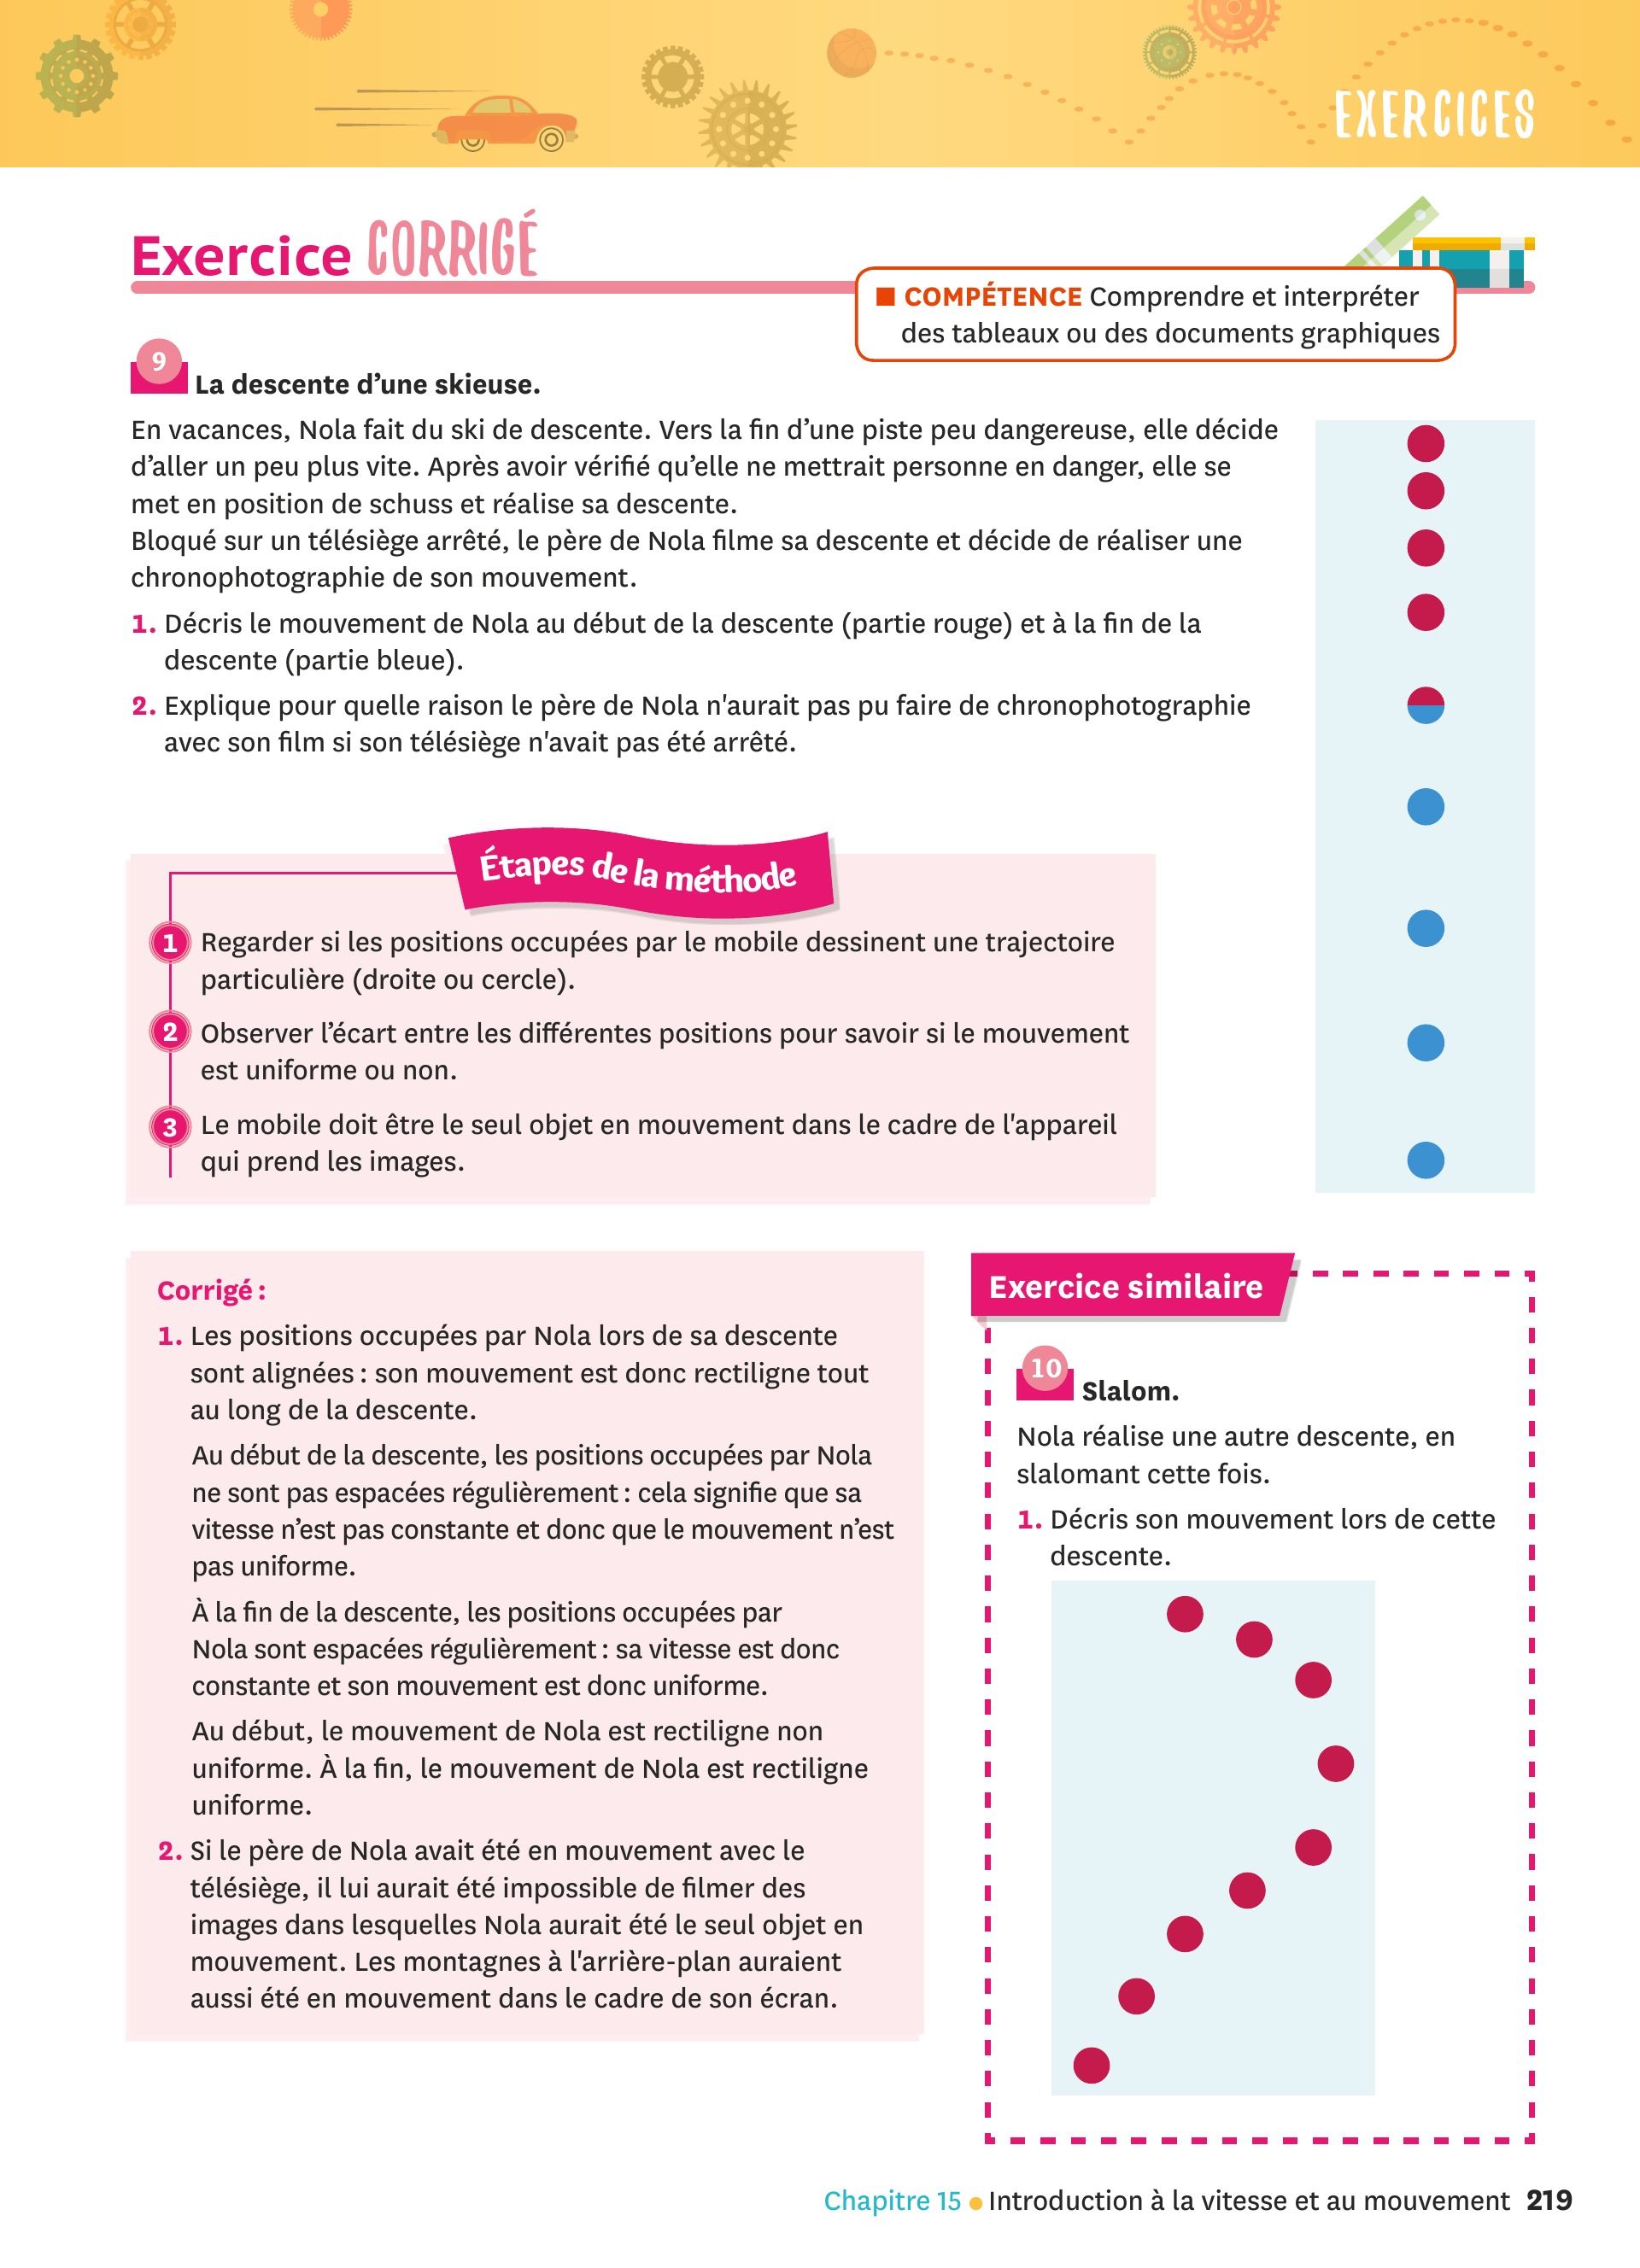 EXERCICES
Exercice CORRIGÉ
■ COMPÉTENCE Comprendre et interpréter
des tableaux ou des documents graphiques
9 La descente d’une skieuse.
En vacances, Nola fait du ski de descente. Vers la fin d’une piste peu dangereuse, elle décide
d’aller un peu plus vite. Après avoir vérifié qu’elle ne mettrait personne en danger, elle se
met en position de schuss et réalise sa descente.
Bloqué sur un télésiège arrêté, le père de Nola filme sa descente et décide de réaliser une
chronophotographie de son mouvement.
1. Décris le mouvement de Nola au début de la descente (partie rouge) et à la fin de la
descente (partie bleue).
2. Explique pour quelle raison le père de Nola n'aurait pas pu faire de chronophotographie
avec son film si son télésiège n'avait pas été arrêté.
Étapes de la méthode
1 Regarder si les positions occupées par le mobile dessinent une trajectoire
particulière (droite ou cercle).
2 Observer l’écart entre les différentes positions pour savoir si le mouvement
est uniforme ou non.
3 Le mobile doit être le seul objet en mouvement dans le cadre de l'appareil
qui prend les images.
Corrigé :
1. Les positions occupées par Nola lors de sa descente
sont alignées : son mouvement est donc rectiligne tout
au long de la descente.
Au début de la descente, les positions occupées par Nola
ne sont pas espacées régulièrement : cela signifie que sa
vitesse n’est pas constante et donc que le mouvement n’est
pas uniforme.
À la fin de la descente, les positions occupées par
Nola sont espacées régulièrement : sa vitesse est donc
constante et son mouvement est donc uniforme.
Au début, le mouvement de Nola est rectiligne non
uniforme. À la fin, le mouvement de Nola est rectiligne
uniforme.
2. Si le père de Nola avait été en mouvement avec le
télésiège, il lui aurait été impossible de filmer des
images dans lesquelles Nola aurait été le seul objet en
mouvement. Les montagnes à l'arrière-plan auraient
aussi été en mouvement dans le cadre de son écran.
Exercice similaire
10 Slalom.
Nola réalise une autre descente, en
slalomant cette fois.
1. Décris son mouvement lors de cette
descente.
Chapitre 15 ● Introduction à la vitesse et au mouvement 219